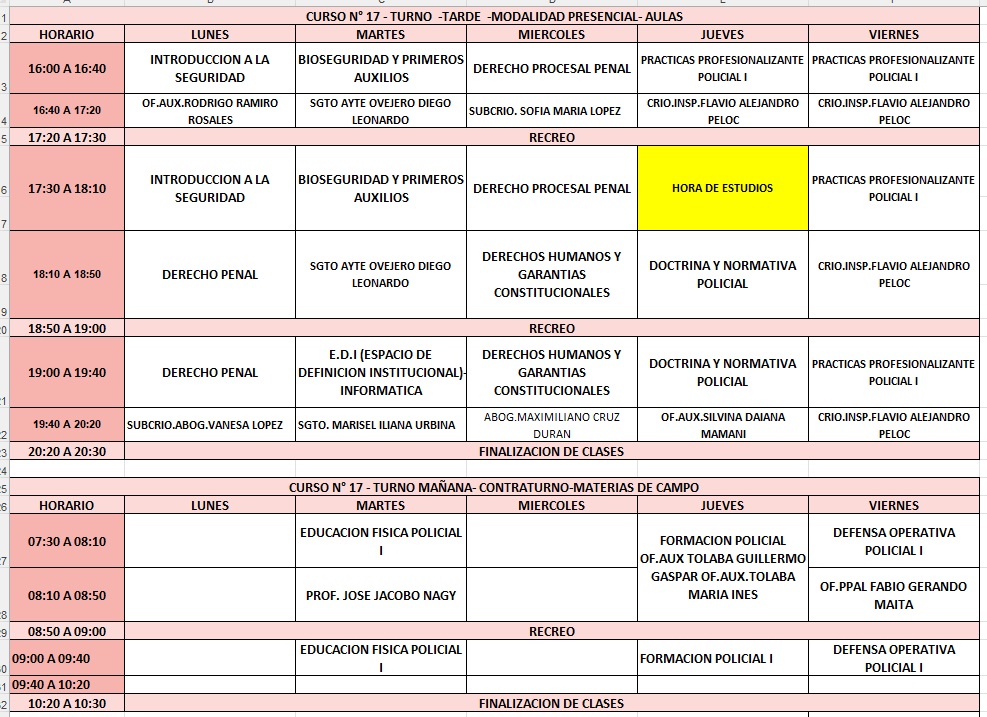 CURSO N° 17 - TURNO -TARDE -MODALIDAD PRESENCIAL- AULAS
HORARIO LUNES MARTES MIERCOLES JUEVES VIERNES
16:00 A 16:40
INTRODUCCION A LA
SEGURIDAD
BIOSEGURIDAD Y PRIMEROS
AUXILIOS
DERECHO PROCESAL PENAL
PRACTICAS PROFESIONALIZANTE
POLICIAL I
PRACTICAS PROFESIONALIZANTE
POLICIAL I
16:40 A 17:20
OF.AUX.RODRIGO RAMIRO
ROSALES
SGTO AYTE OVEJERO DIEGO
LEONARDO
SUBCRIO. SOFIA MARIA LOPEZ
CRIO.INSP.FLAVIO ALEJANDRO
PELOC
CRIO.INSP.FLAVIO ALEJANDRO
PELOC
17:20 A 17:30 RECREO
17:30 A 18:10
INTRODUCCION A LA
SEGURIDAD
BIOSEGURIDAD Y PRIMEROS
AUXILIOS
DERECHO PROCESAL PENAL
HORA DE ESTUDIOS
PRACTICAS PROFESIONALIZANTE
POLICIAL I
18:10 A 18:50
DERECHO PENAL
SGTO AYTE OVEJERO DIEGO
LEONARDO
DERECHOS HUMANOS Y
GARANTIAS
CONSTITUCIONALES
DOCTRINA Y NORMATIVA
POLICIAL
CRIO.INSP.FLAVIO ALEJANDRO
PELOC
18:50 A 19:00 RECREO
19:00 A 19:40
DERECHO PENAL
E.D.I (ESPACIO DE
DEFINICION INSTITUCIONAL)-
INFORMATICA
DERECHOS HUMANOS Y
GARANTIAS
CONSTITUCIONALES
DOCTRINA Y NORMATIVA
POLICIAL
PRACTICAS PROFESIONALIZANTE
POLICIAL I
19:40 A 20:20
SUBCRIO.ABOG.VANESA LOPEZ
SGTO. MARISEL ILIANA URBINA
ABOG.MAXIMILIANO CRUZ
DURAN
OF.AUX.SILVINA DAIANA
MAMANI
CRIO.INSP.FLAVIO ALEJANDRO
PELOC
20:20 A 20:30 FINALIZACION DE CLASES
CURSO N° 17 - TURNO MAÑANA- CONTRATURNO-MATERIAS DE CAMPO
HORARIO LUNES MARTES MIERCOLES JUEVES VIERNES
07:30 A 08:10
EDUCACION FISICA POLICIAL
I
FORMACION POLICIAL
OF.AUX TOLABA GUILLERMO
GASPAR OF.AUX.TOLABA
MARIA INES
DEFENSA OPERATIVA
POLICIAL I
08:10 A 08:50
PROF. JOSE JACOBO NAGY
OF.PPAL FABIO GERANDO
MAITA
08:50 A 09:00 RECREO
09:00 A 09:40
EDUCACION FISICA POLICIAL
I
FORMACION POLICIAL I
DEFENSA OPERATIVA
POLICIAL I
09:40 A 10:20
10:20 A 10:30 FINALIZACION DE CLASES